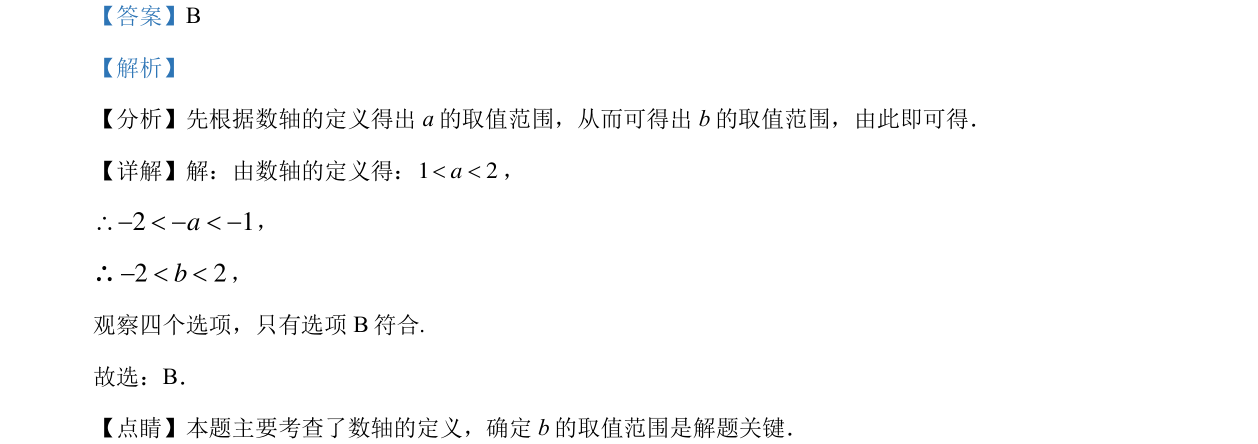 【答案】B
【解析】
【分析】先根据数轴的定义得出 a 的取值范围，从而可得出 b 的取值范围，由此即可得．
【详解】解：由数轴的定义得：1 < a < 2，
∴ −2 < −a < −1，
∴ −2 < b < 2，
观察四个选项，只有选项 B 符合.
故选：B．
【点睛】本题主要考查了数轴的定义，确定 b 的取值范围是解题关键．